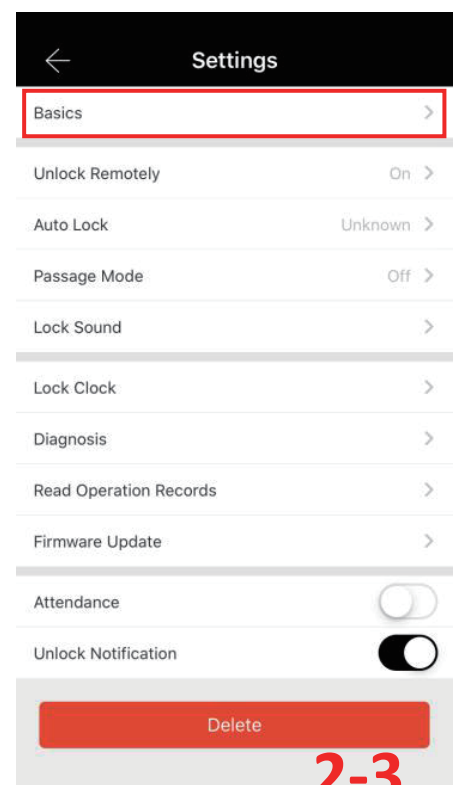 Settings
Basics
Unlock Remotely On
Auto Lock Unknown
Passage Mode Off
Lock Sound
Lock Clock
Diagnosis
Read Operation Records
Firmware Update
Attendance
Unlock Notification
Delete
2-3